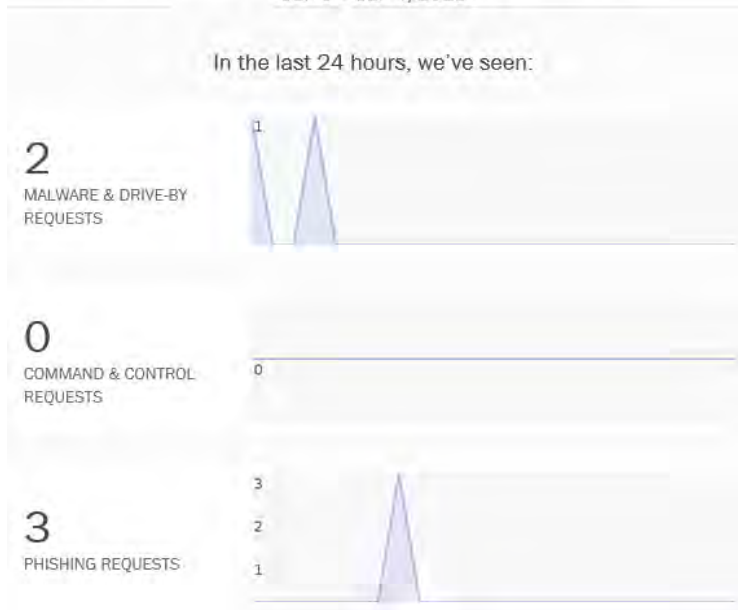 In the last 24 hours, we've seen:
2
MALWARE & DRIVE-BY
REQUESTS
1
0
COMMAND & CONTROL
REQUESTS
0
3
PHISHING REQUESTS
3
2
1